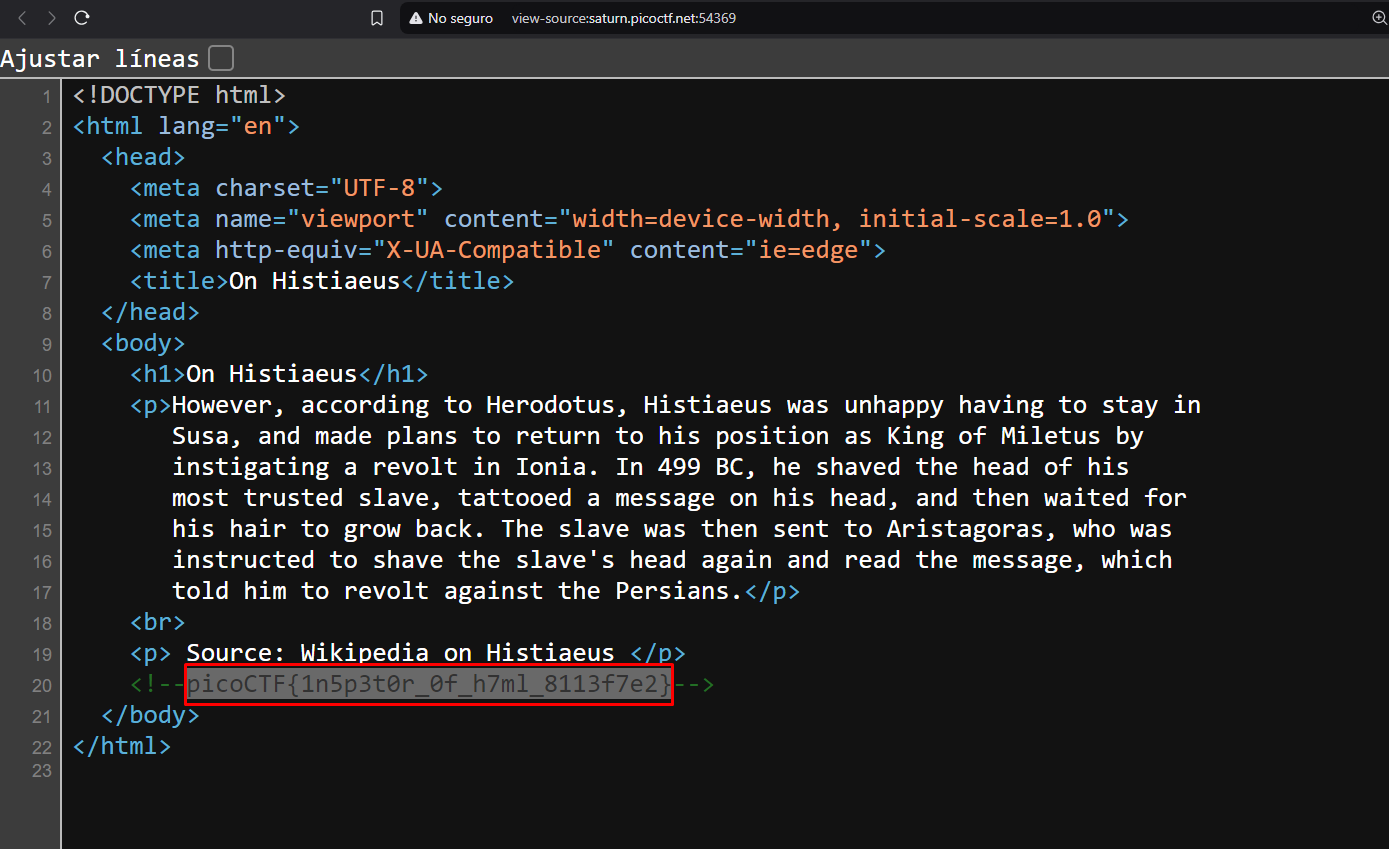 No seguro view-source:saturn.picoctf.net:54369
Ajustar líneas
1 <!DOCTYPE html>
2 <html lang="en">
3 <head>
4 <meta charset="UTF-8">
5 <meta name="viewport" content="width=device-width, initial-scale=1.0">
6 <meta http-equiv="X-UA-Compatible" content="ie=edge">
7 <title>On Histiaeus</title>
8 </head>
9 <body>
10 <h1>On Histiaeus</h1>
11 <p>However, according to Herodotus, Histiaeus was unhappy having to stay in
12 Susa, and made plans to return to his position as King of Miletus by
13 instigating a revolt in Ionia. In 499 BC, he shaved the head of his
14 most trusted slave, tattooed a message on his head, and then waited for
15 his hair to grow back. The slave was then sent to Aristagoras, who was
16 instructed to shave the slave's head again and read the message, which
17 told him to revolt against the Persians.</p>
18 <br>
19 <p> Source: Wikipedia on Histiaeus </p>
20 <!--picoCTF{1n5p3t0r_0f_h7ml_8113f7e2}-->
21 </body>
22 </html>
23